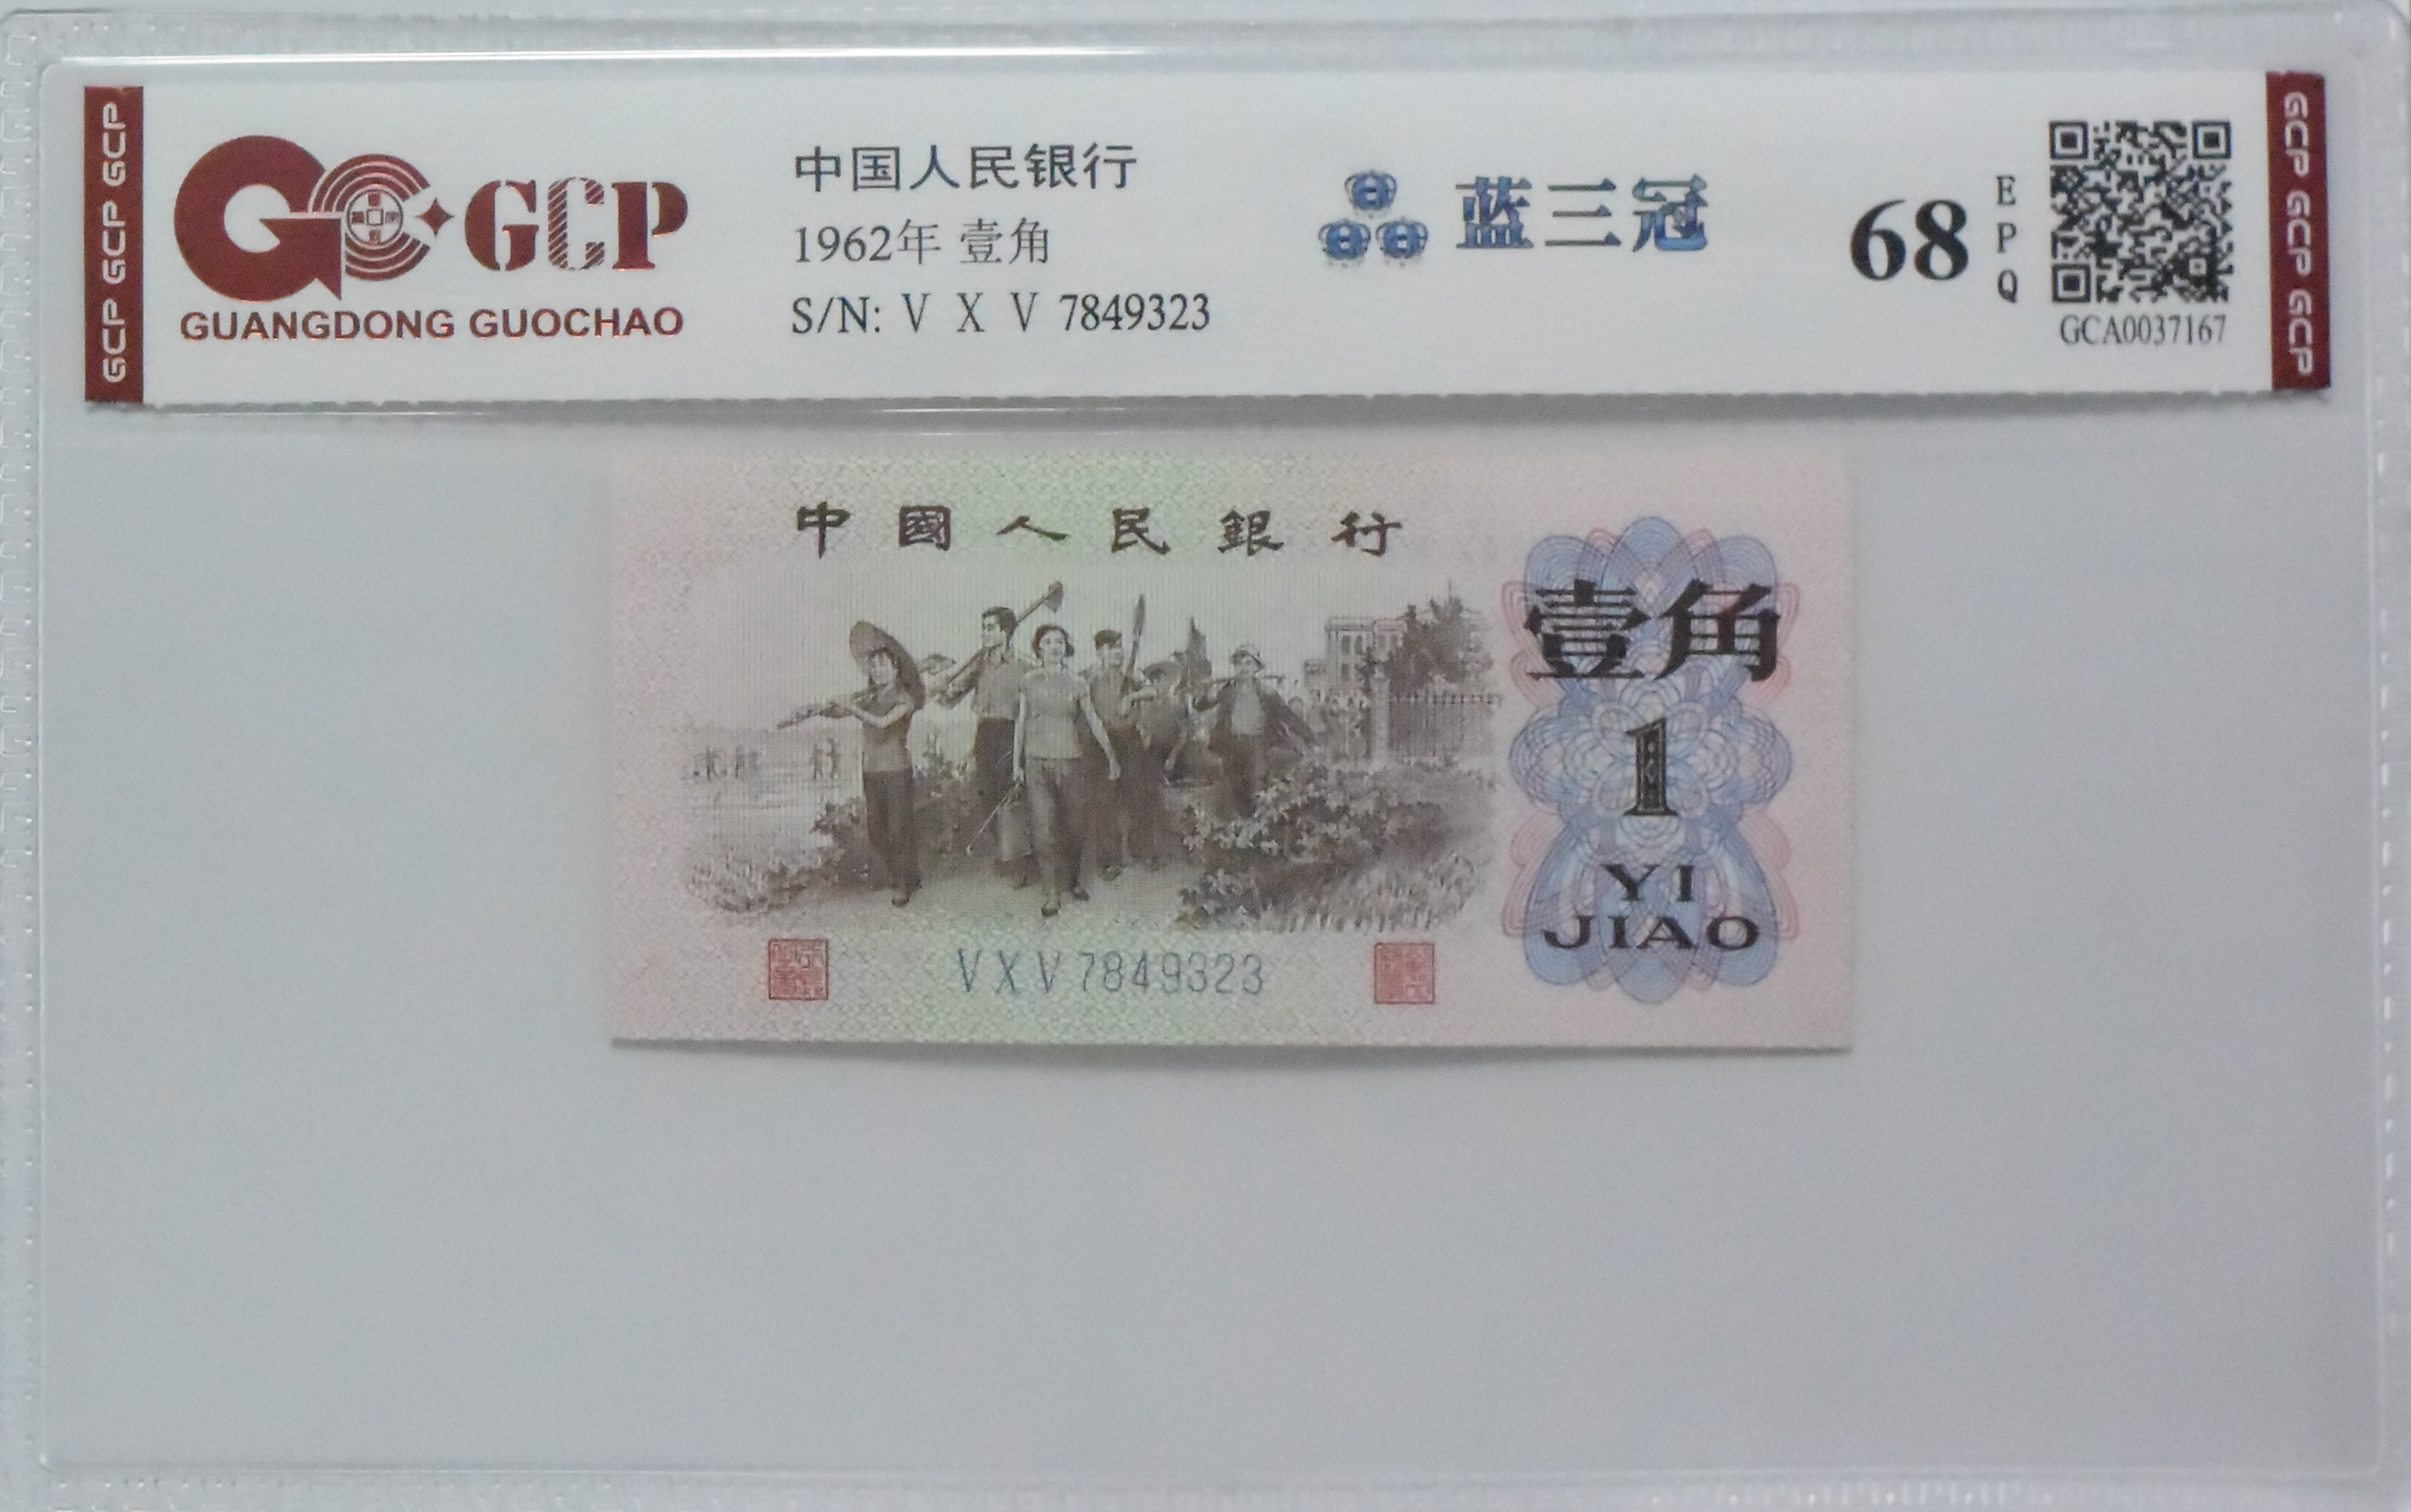 GCP GCP GCP
GCP
GUANGDONG GUOCHAO
中国人民银行
1962年 壹角
S/N: V X V 7849323
蓝三冠
68
EPQ
GCA0037167
GCP GCP GCP
中國人民銀行
壹角
1
YI
JIAO
V X V 7849323